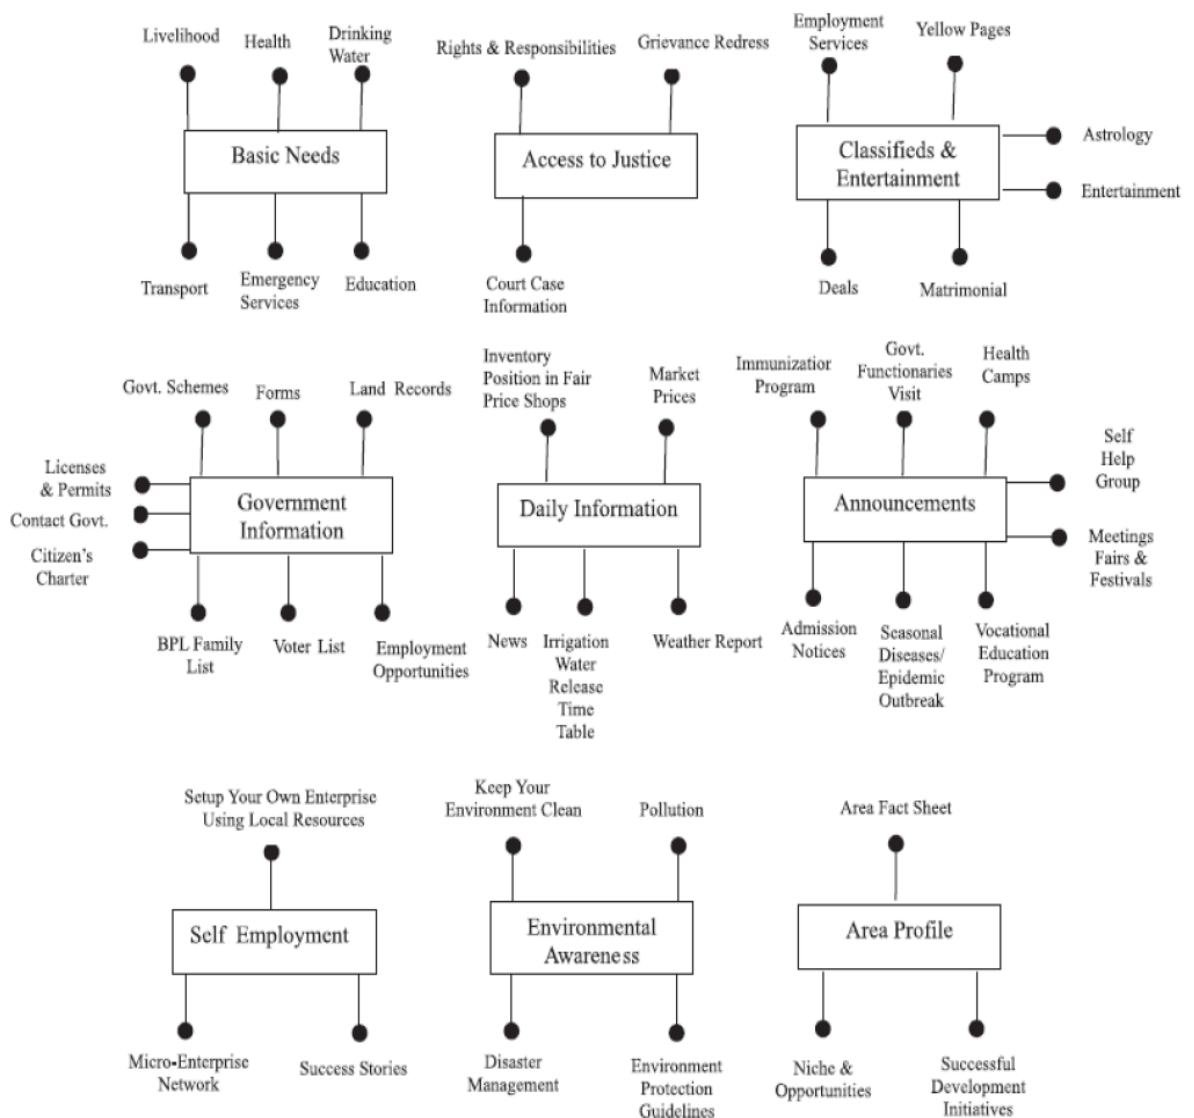 Livelihood
Health
Drinking
Water
Basic Needs
Transport
Emergency
Services
Education
Rights & Responsibilities
Grievance Redress
Access to Justice
Court Case
Information
Employment
Services
Yellow Pages
Classifieds &
Entertainment
Astrology
Entertainment
Deals
Matrimonial
Govt. Schemes
Forms
Land Records
Licenses
& Permits
Contact Govt.
Citizen's
Charter
Government
Information
BPL Family
List
Voter List
Employment
Opportunities
Inventory
Position in Fair
Price Shops
Market
Prices
Daily Information
News
Irrigation
Water
Release
Time
Table
Weather Report
Immunizatior
Program
Govt.
Functionaries
Visit
Health
Camps
Announcements
Self
Help
Group
Meetings
Fairs &
Festivals
Admission
Notices
Seasonal
Diseases/
Epidemic
Outbreak
Vocational
Education
Program
Setup Your Own Enterprise
Using Local Resources
Self Employment
Micro-Enterprise
Network
Success Stories
Keep Your
Environment Clean
Pollution
Environmental
Awareness
Disaster
Management
Environment
Protection
Guidelines
Area Fact Sheet
Area Profile
Niche &
Opportunities
Successful
Development
Initiatives